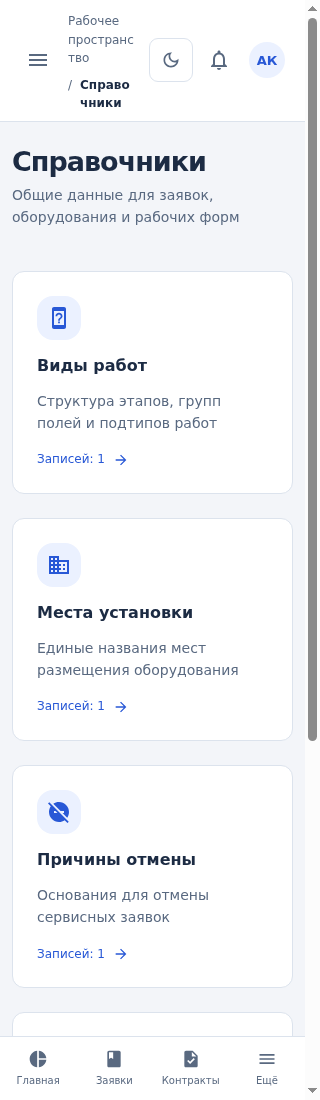 Рабочее
пространс
тво
/ Справо
чники
АК
Справочники
Общие данные для заявок,
оборудования и рабочих форм
Виды работ
Структура этапов, групп
полей и подтипов работ
Записей: 1
Места установки
Единые названия мест
размещения оборудования
Записей: 1
Причины отмены
Основания для отмены
сервисных заявок
Записей: 1
Главная
Заявки
Контракты
Ещё